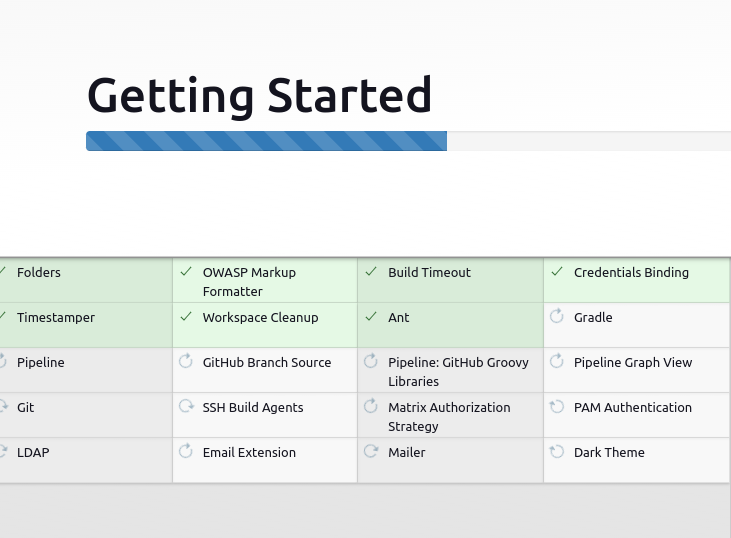 Getting Started
Folders
OWASP Markup
Formatter
Build Timeout
Credentials Binding
Timestamper
Workspace Cleanup
Ant
Gradle
Pipeline
GitHub Branch Source
Pipeline: GitHub Groovy
Libraries
Pipeline Graph View
Git
SSH Build Agents
Matrix Authorization
Strategy
PAM Authentication
LDAP
Email Extension
Mailer
Dark Theme